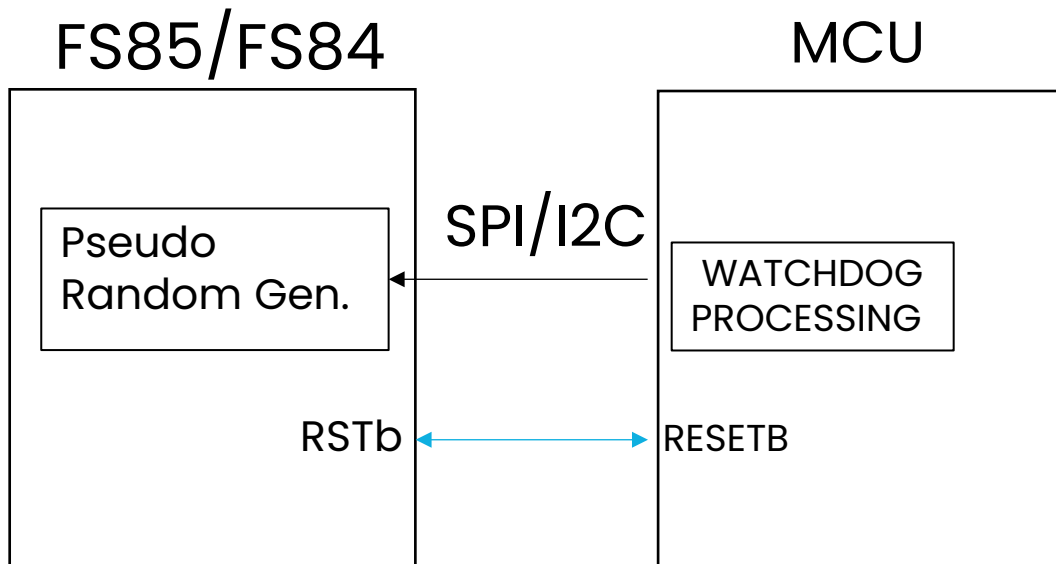 FS85/FS84
MCU
SPI/I2C
Pseudo
Random Gen.
WATCHDOG
PROCESSING
RSTb
RESETB